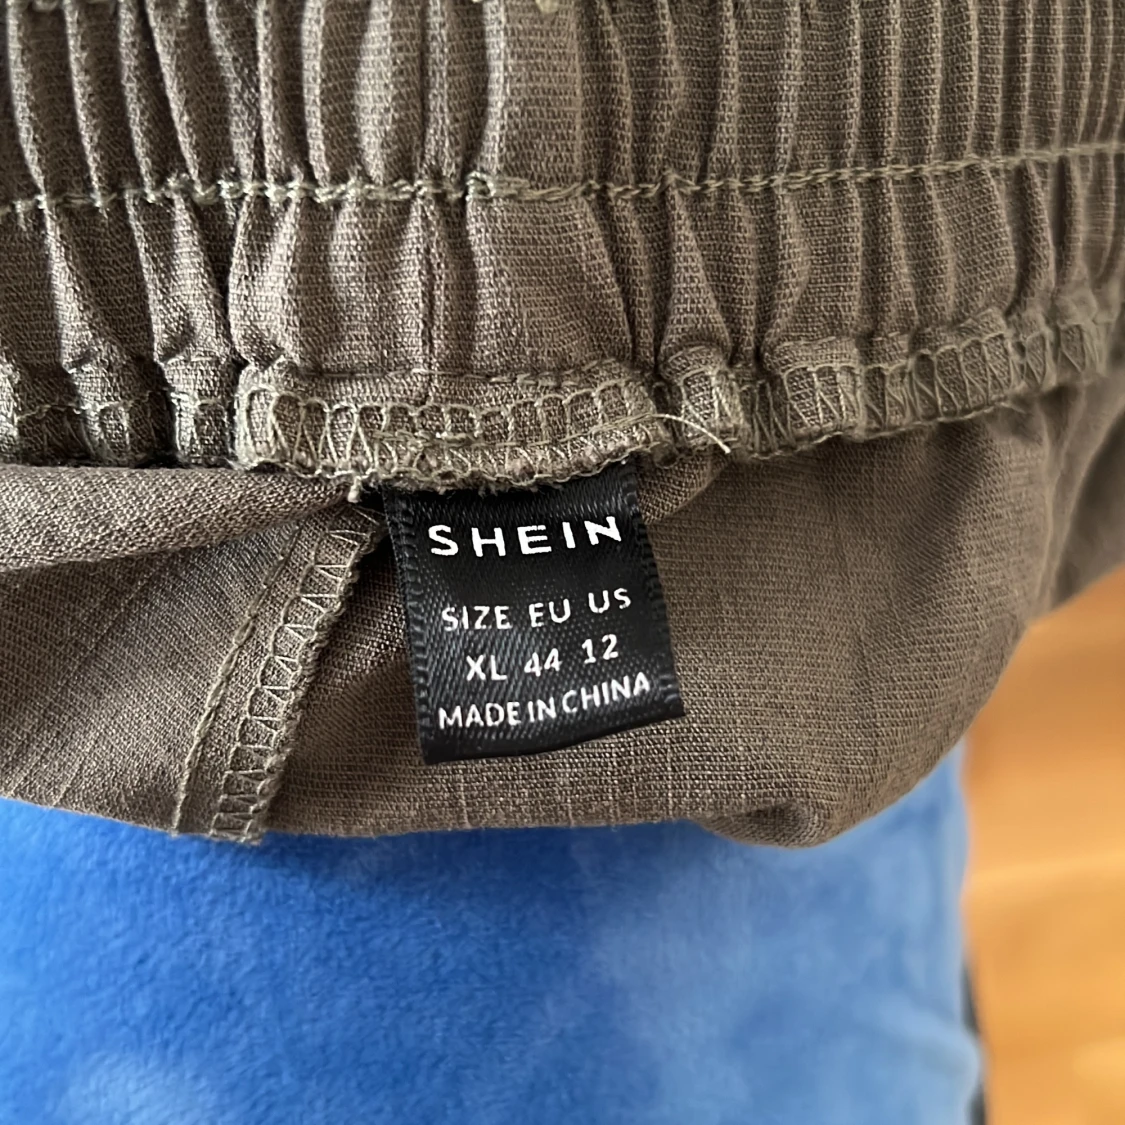 SHEIN
SIZE EU US
XL 44 12
MADE IN CHINA